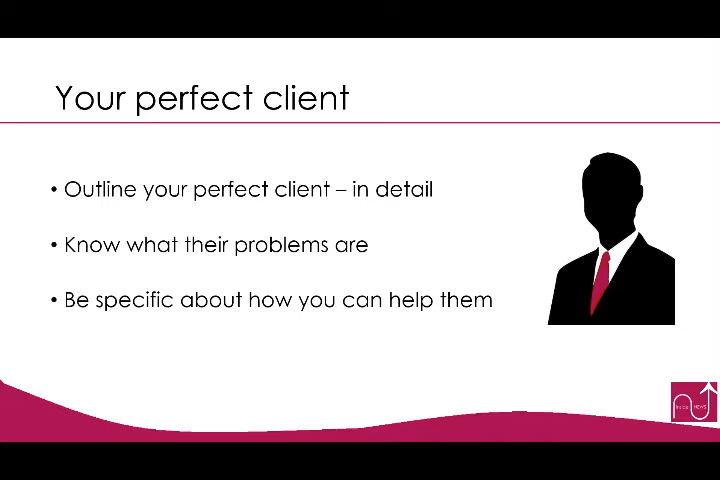 Your perfect client
• Outline your perfect client – in detail
• Know what their problems are
• Be specific about how you can help them
NEWS